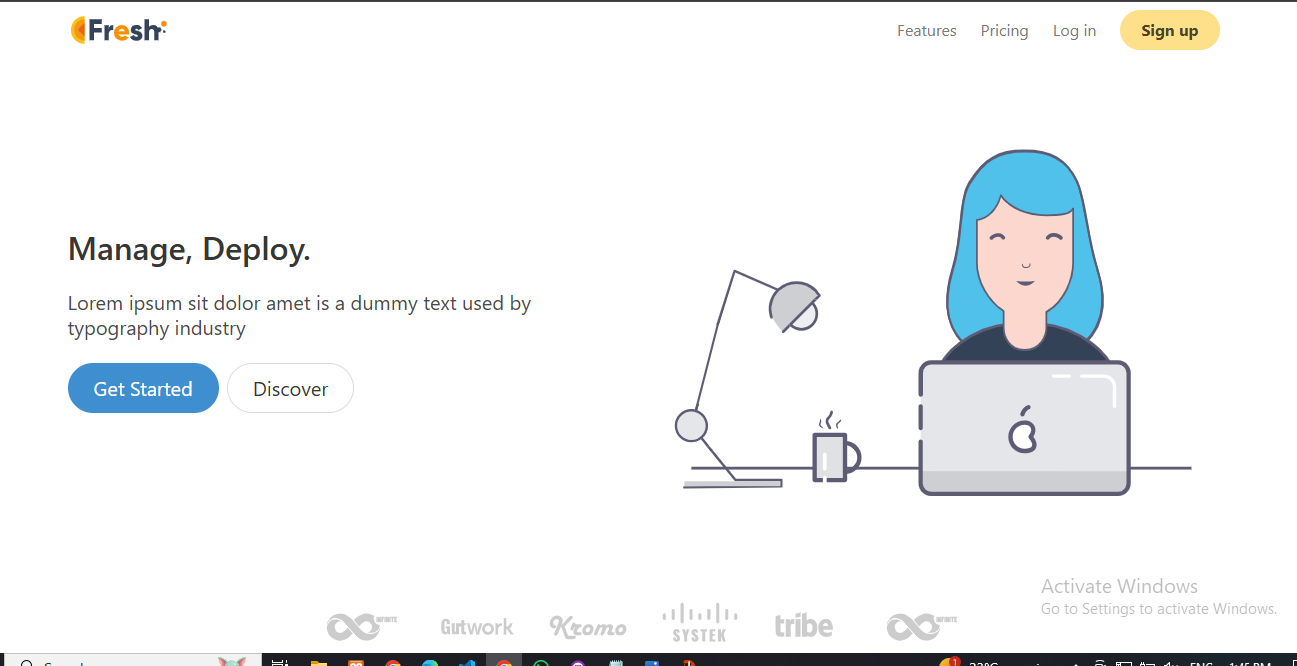 Fresh
Features Pricing Log in Sign up
Manage, Deploy.
Lorem ipsum sit dolor amet is a dummy text used by
typography industry
Get Started Discover
Activate Windows
Go to Settings to activate Windows.
INFINITE Gutwork Kromo SYSTEK tribe INFINITE